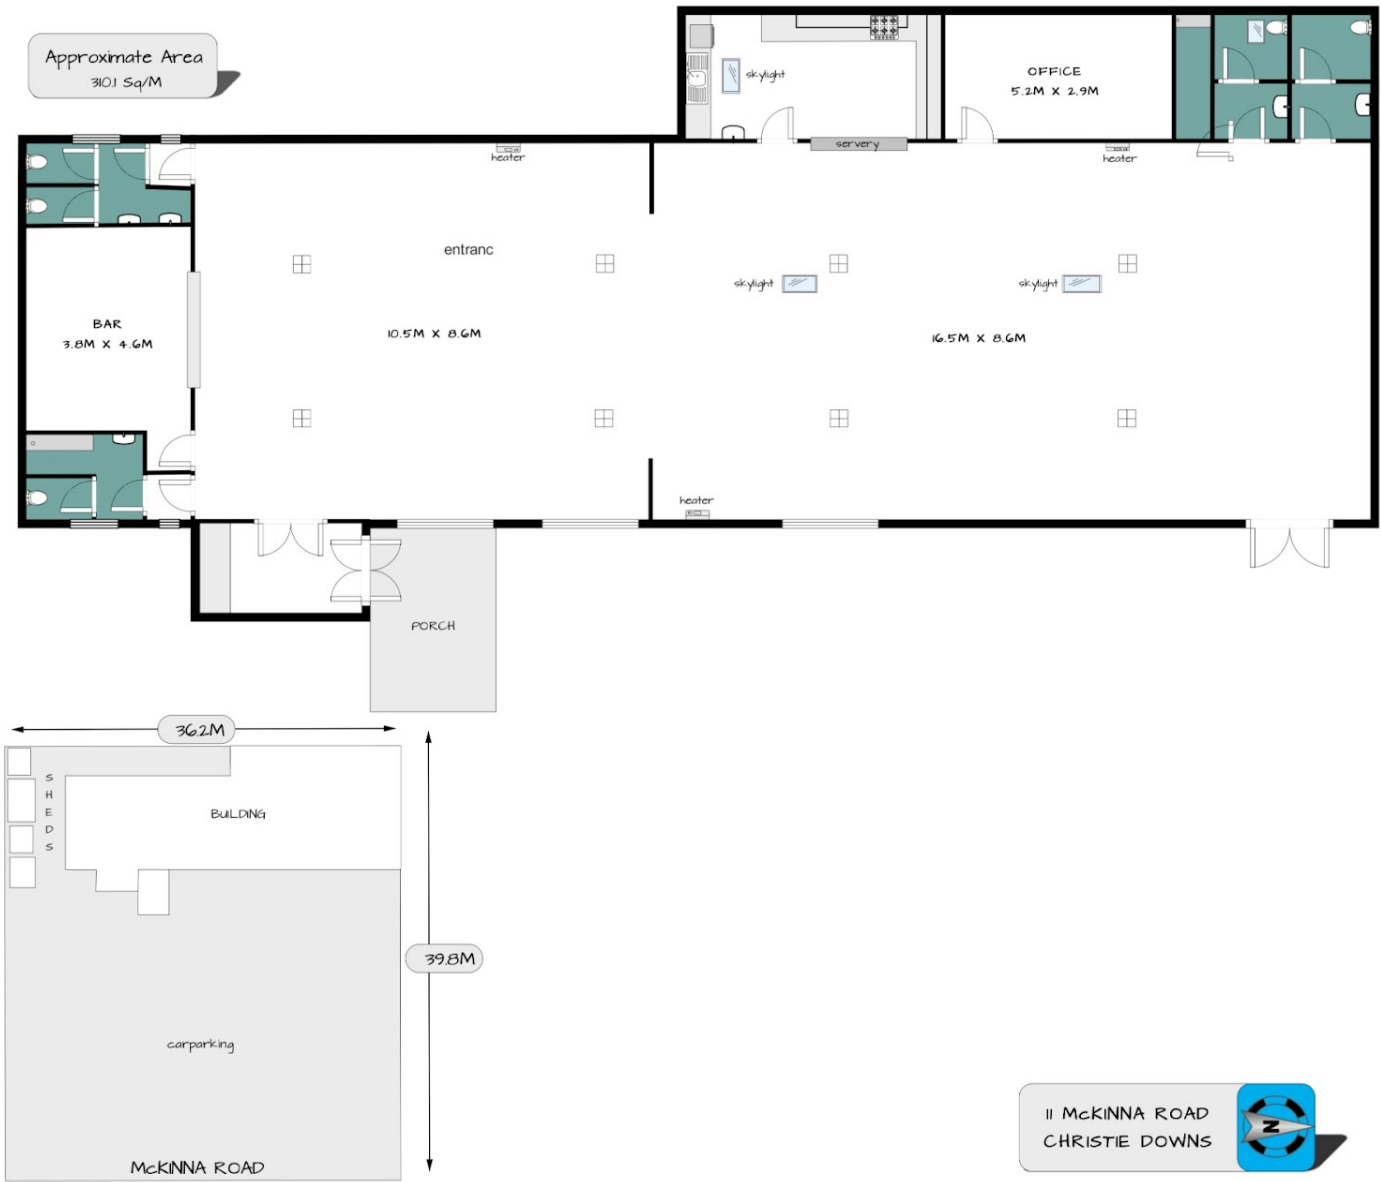 Approximate Area
310.1 Sq/M
skylight
OFFICE
5.2M X 2.9M
servery
heater
heater
entranc
skylight
skylight
BAR
3.8M X 4.6M
10.5M X 8.6M
16.5M X 8.6M
heater
PORCH
36.2M
SHEDS
BUILDING
39.8M
carparking
McKINNA ROAD
11 McKINNA ROAD
CHRISTIE DOWNS
N